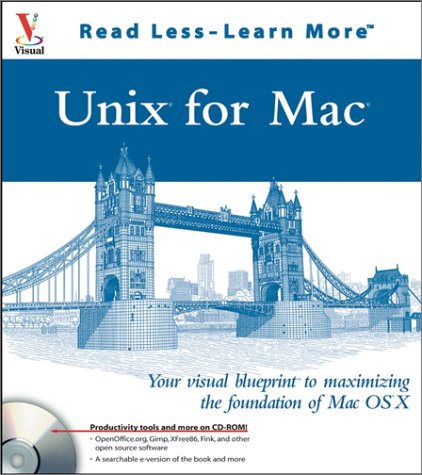 Visual
Read Less-Learn More™
Unix® for Mac®
Your visual blueprint™ to maximizing
the foundation of Mac OS X
Productivity tools and more on CD-ROM!
• OpenOffice.org, Gimp, XFree86, Fink, and other
open source software
• A searchable e-version of the book and more